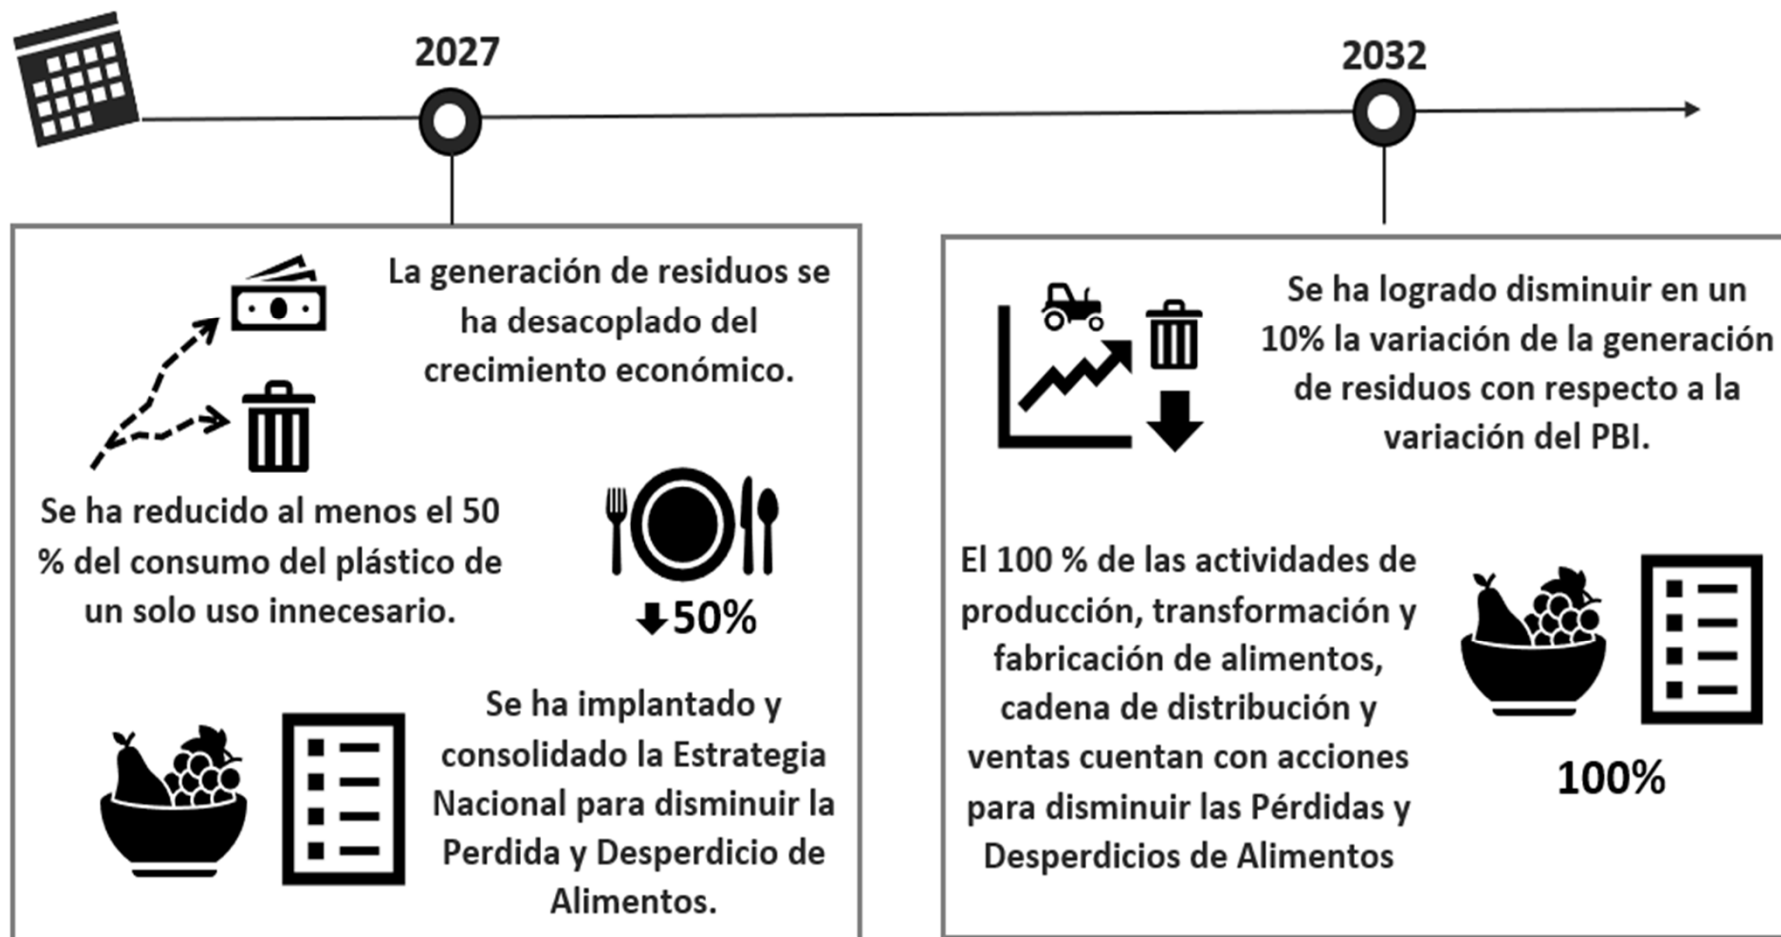 2027
La generación de residuos se
ha desacoplado del
crecimiento económico.
Se ha reducido al menos el 50
% del consumo del plástico de
un solo uso innecesario.
50%
Se ha implantado y
consolidado la Estrategia
Nacional para disminuir la
Perdida y Desperdicio de
Alimentos.
2032
Se ha logrado disminuir en un
10% la variación de la generación
de residuos con respecto a la
variación del PBI.
El 100 % de las actividades de
producción, transformación y
fabricación de alimentos,
cadena de distribución y
ventas cuentan con acciones
para disminuir las Pérdidas y
Desperdicios de Alimentos
100%